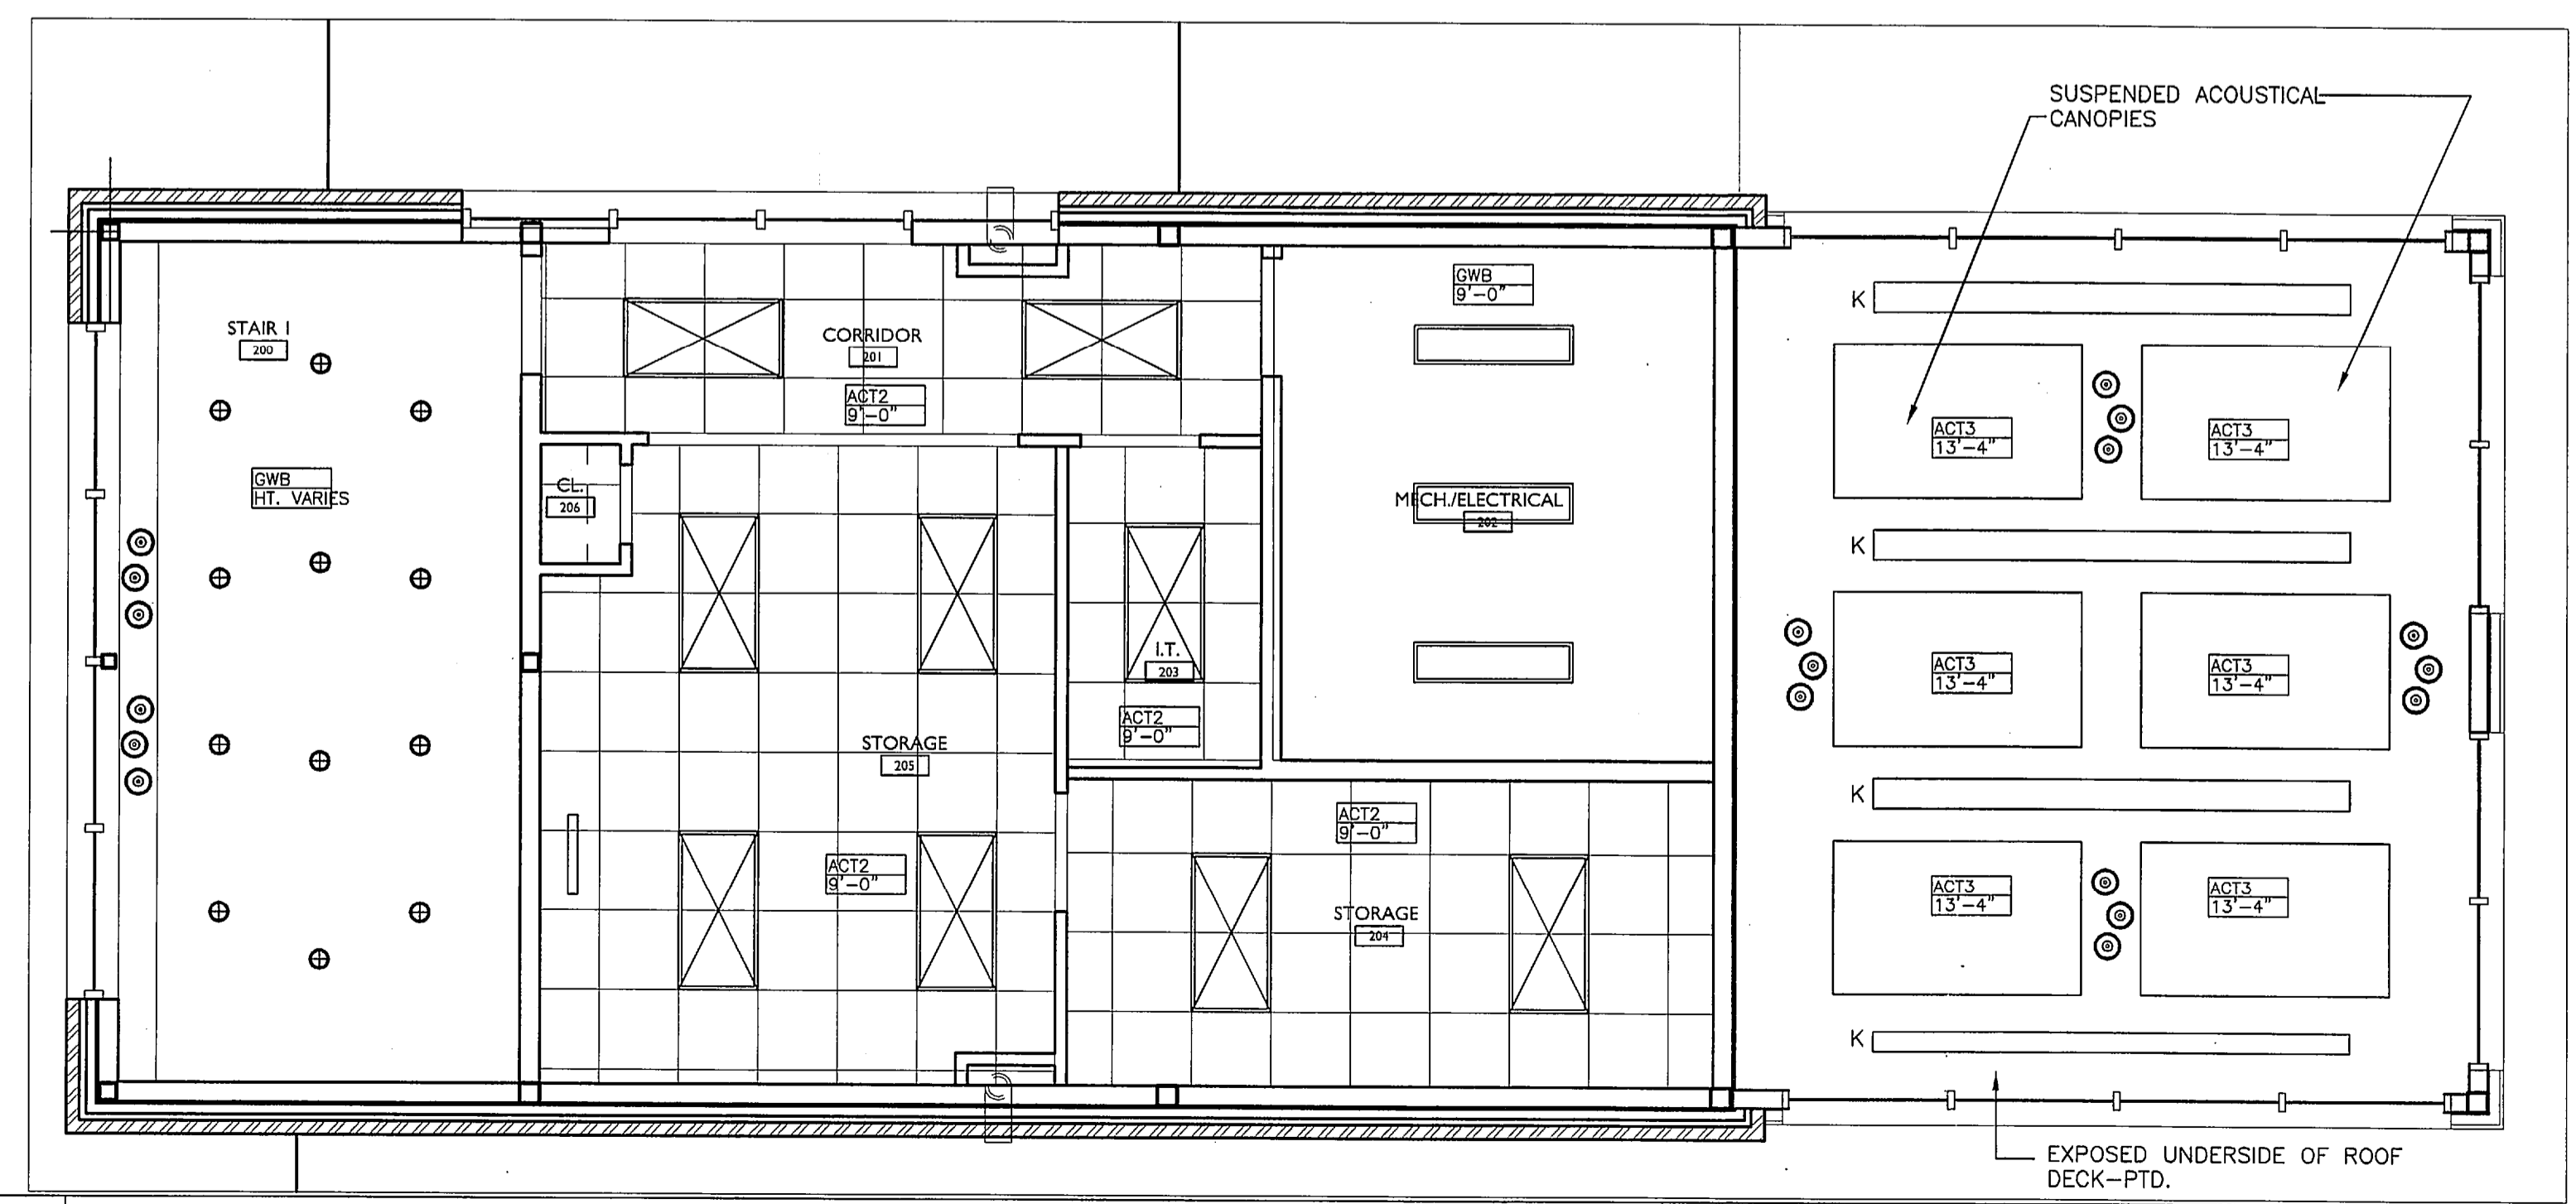 SUSPENDED ACOUSTICAL
CANOPIES
STAIR 1
200
GWB
HT. VARIES
CORRIDOR
201
ACT2
9'-0"
GWB
9'-0"
MECH./ELECTRICAL
202
CL.
206
I.T.
203
ACT2
9'-0"
STORAGE
205
ACT2
9'-0"
ACT2
9'-0"
STORAGE
204
K
ACT3
13'-4"
ACT3
13'-4"
K
ACT3
13'-4"
ACT3
13'-4"
K
ACT3
13'-4"
ACT3
13'-4"
K
EXPOSED UNDERSIDE OF ROOF
DECK-PTD.